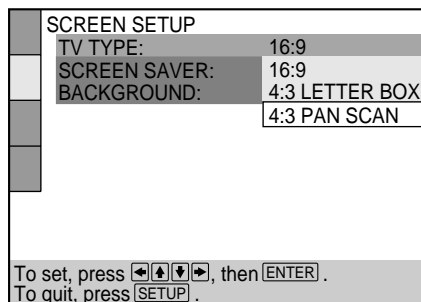 SCREEN SETUP
TV TYPE: 16:9
SCREEN SAVER: 16:9
BACKGROUND: 4:3 LETTER BOX
4:3 PAN SCAN
To set, press ←↑↓→, then ENTER .
To quit, press SETUP .